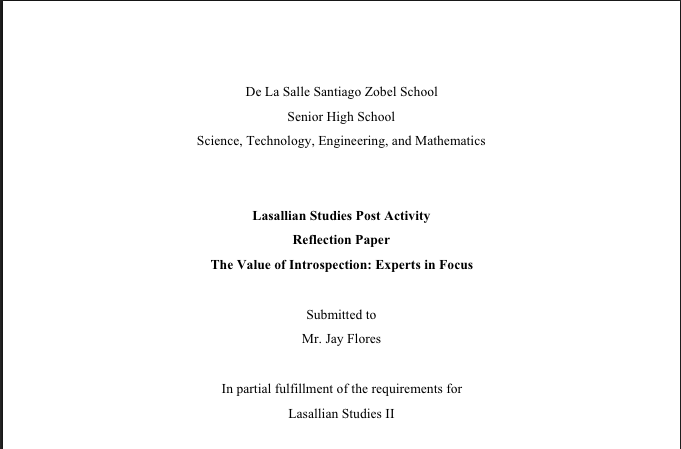 De La Salle Santiago Zobel School
Senior High School
Science, Technology, Engineering, and Mathematics
Lasallian Studies Post Activity
Reflection Paper
The Value of Introspection: Experts in Focus
Submitted to
Mr. Jay Flores
In partial fulfillment of the requirements for
Lasallian Studies II